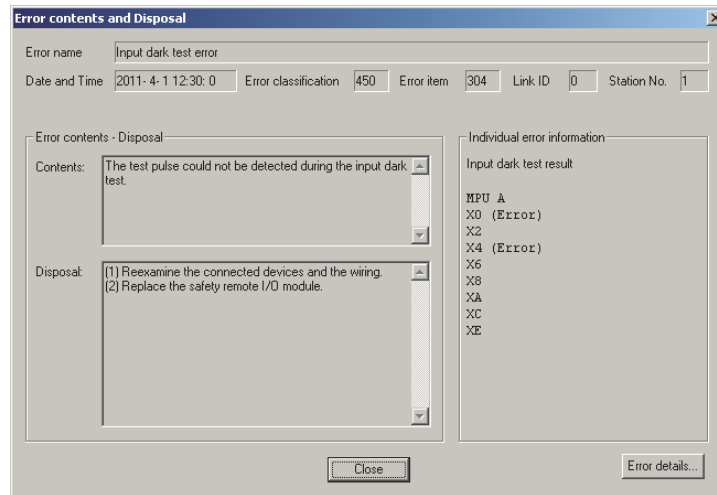 Error contents and Disposal
Error name Input dark test error
Date and Time 2011- 4- 1 12:30: 0 Error classification 450 Error item 304 Link ID 0 Station No. 1
Error contents - Disposal
Contents: The test pulse could not be detected during the input dark
test.
Disposal: (1) Reexamine the connected devices and the wiring.
(2) Replace the safety remote I/O module.
Individual error information
Input dark test result
MPU A
X0 (Error)
X2
X4 (Error)
X6
X8
XA
XC
XE
Close
Error details...